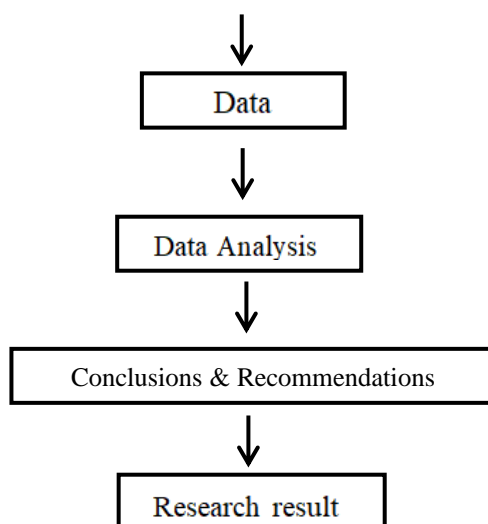 Data
Data Analysis
Conclusions & Recommendations
Research result